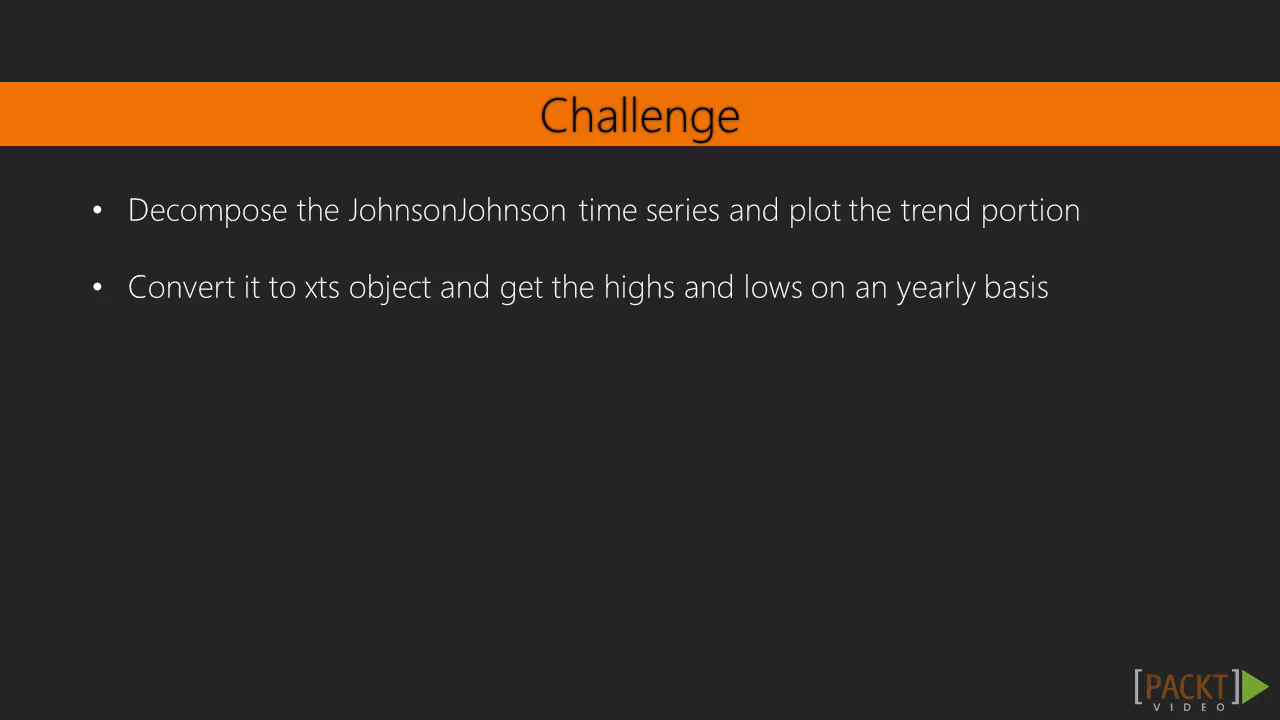 Challenge
• Decompose the JohnsonJohnson time series and plot the trend portion
• Convert it to xts object and get the highs and lows on an yearly basis
[PACKT]
VIDEO